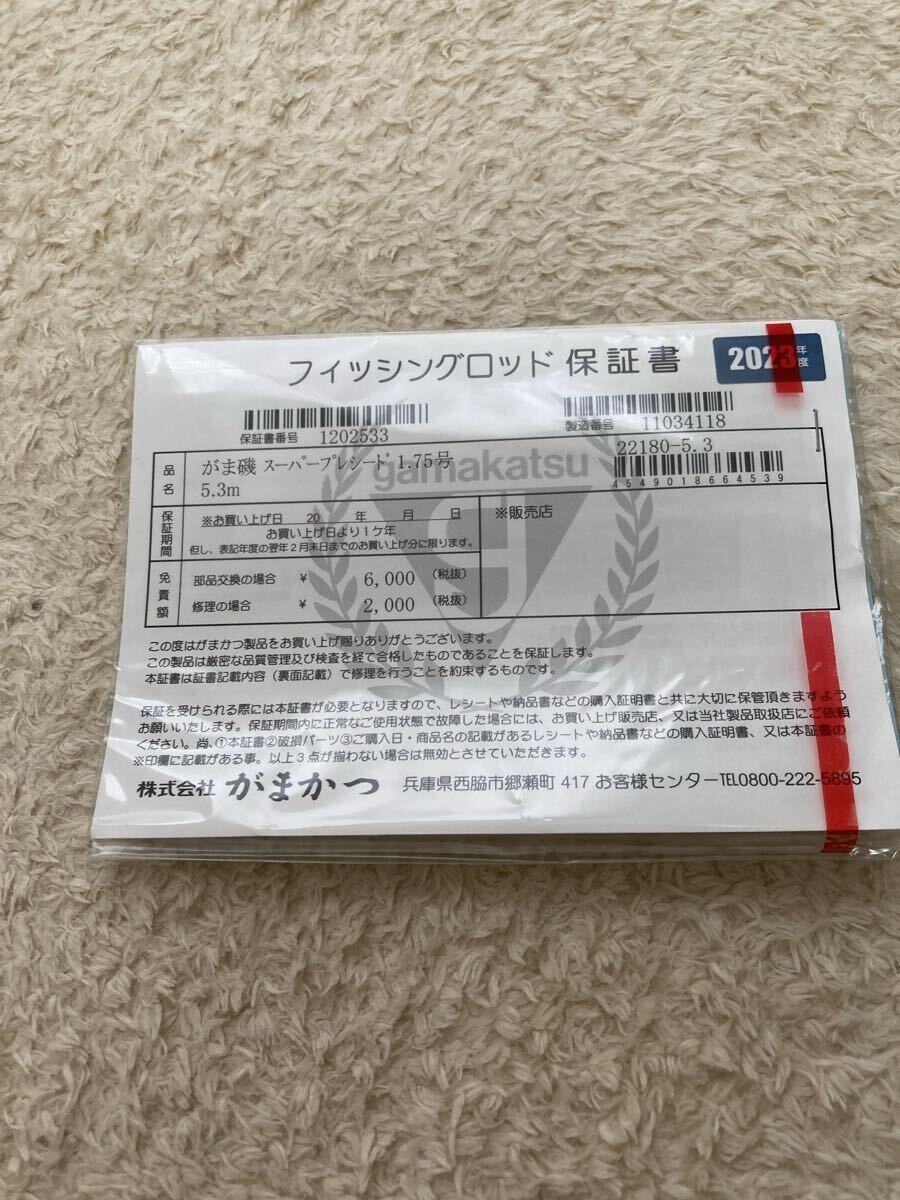 フィッシングロッド 保証書
2023年度
保証書番号 1202533
製造番号 11034118
品名
がま磯 スーパープレシード 1.75号
5.3m
22180-5.3
4549018664539
gamakatsu
保証期間
※お買い上げ日 20 年 月 日
お買い上げ日より1ケ年
但し、表記年度の翌年2月末日までのお買い上げ分に限ります。
※販売店
免責額
部品交換の場合 ¥ 6,000 (税抜)
修理の場合 ¥ 2,000 (税抜)
この度はがまかつ製品をお買い上げ賜りありがとうございます。
この製品は厳密な品質管理及び検査を経て合格したものであることを保証します。
本証書は証書記載内容（裏面記載）で修理を行うことを約束するものです。
保証を受けられる際には本証書が必要となりますので、レシートや納品書などの購入証明書と共に大切に保管頂きますよう
お願いいたします。保証期間内に正常なご使用状態で故障した場合には、お買い上げ販売店、又は当社製品取扱店にご依頼
ください。尚、①本証書②破損パーツ③ご購入日・商品名の記載があるレシートや納品書などの購入証明書、又は本証書の
※印欄に記載がある事。以上3点が揃わない場合は無効とさせていただきます。
株式会社 がまかつ 兵庫県西脇市郷瀬町 417 お客様センターTEL0800-222-5895